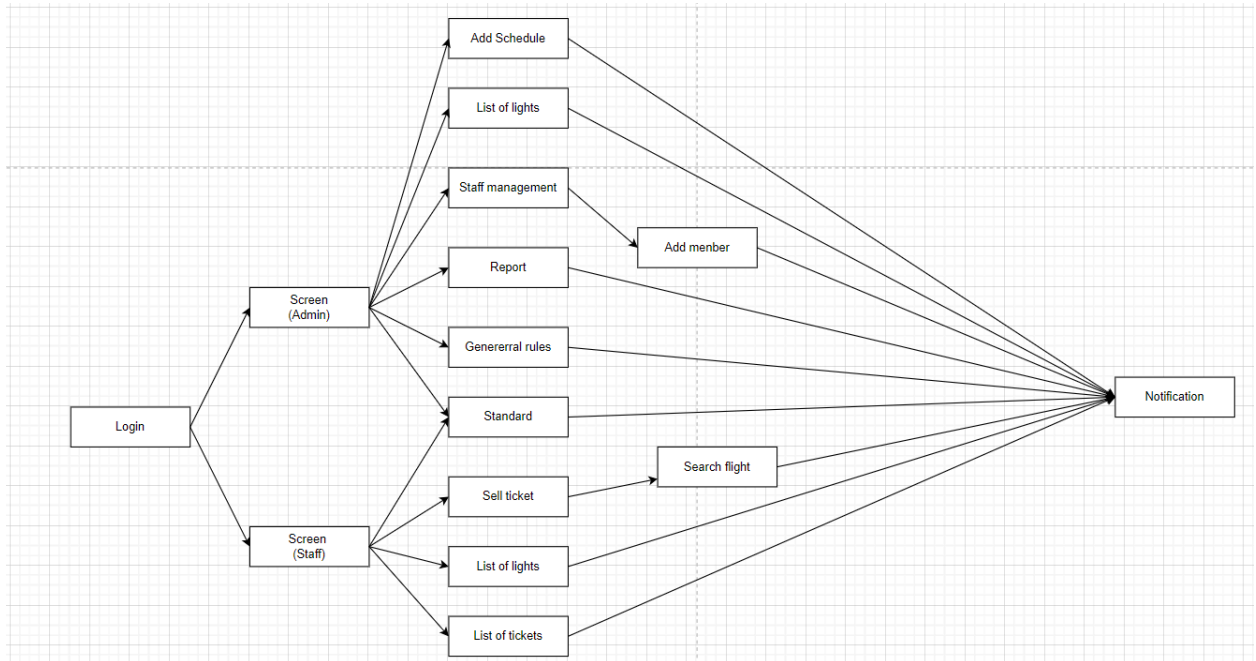 Add Schedule
List of lights
Staff management
Add menber
Report
Screen
(Admin)
Genererral rules
Notification
Standard
Login
Search flight
Sell ticket
Screen
(Staff)
List of lights
List of tickets